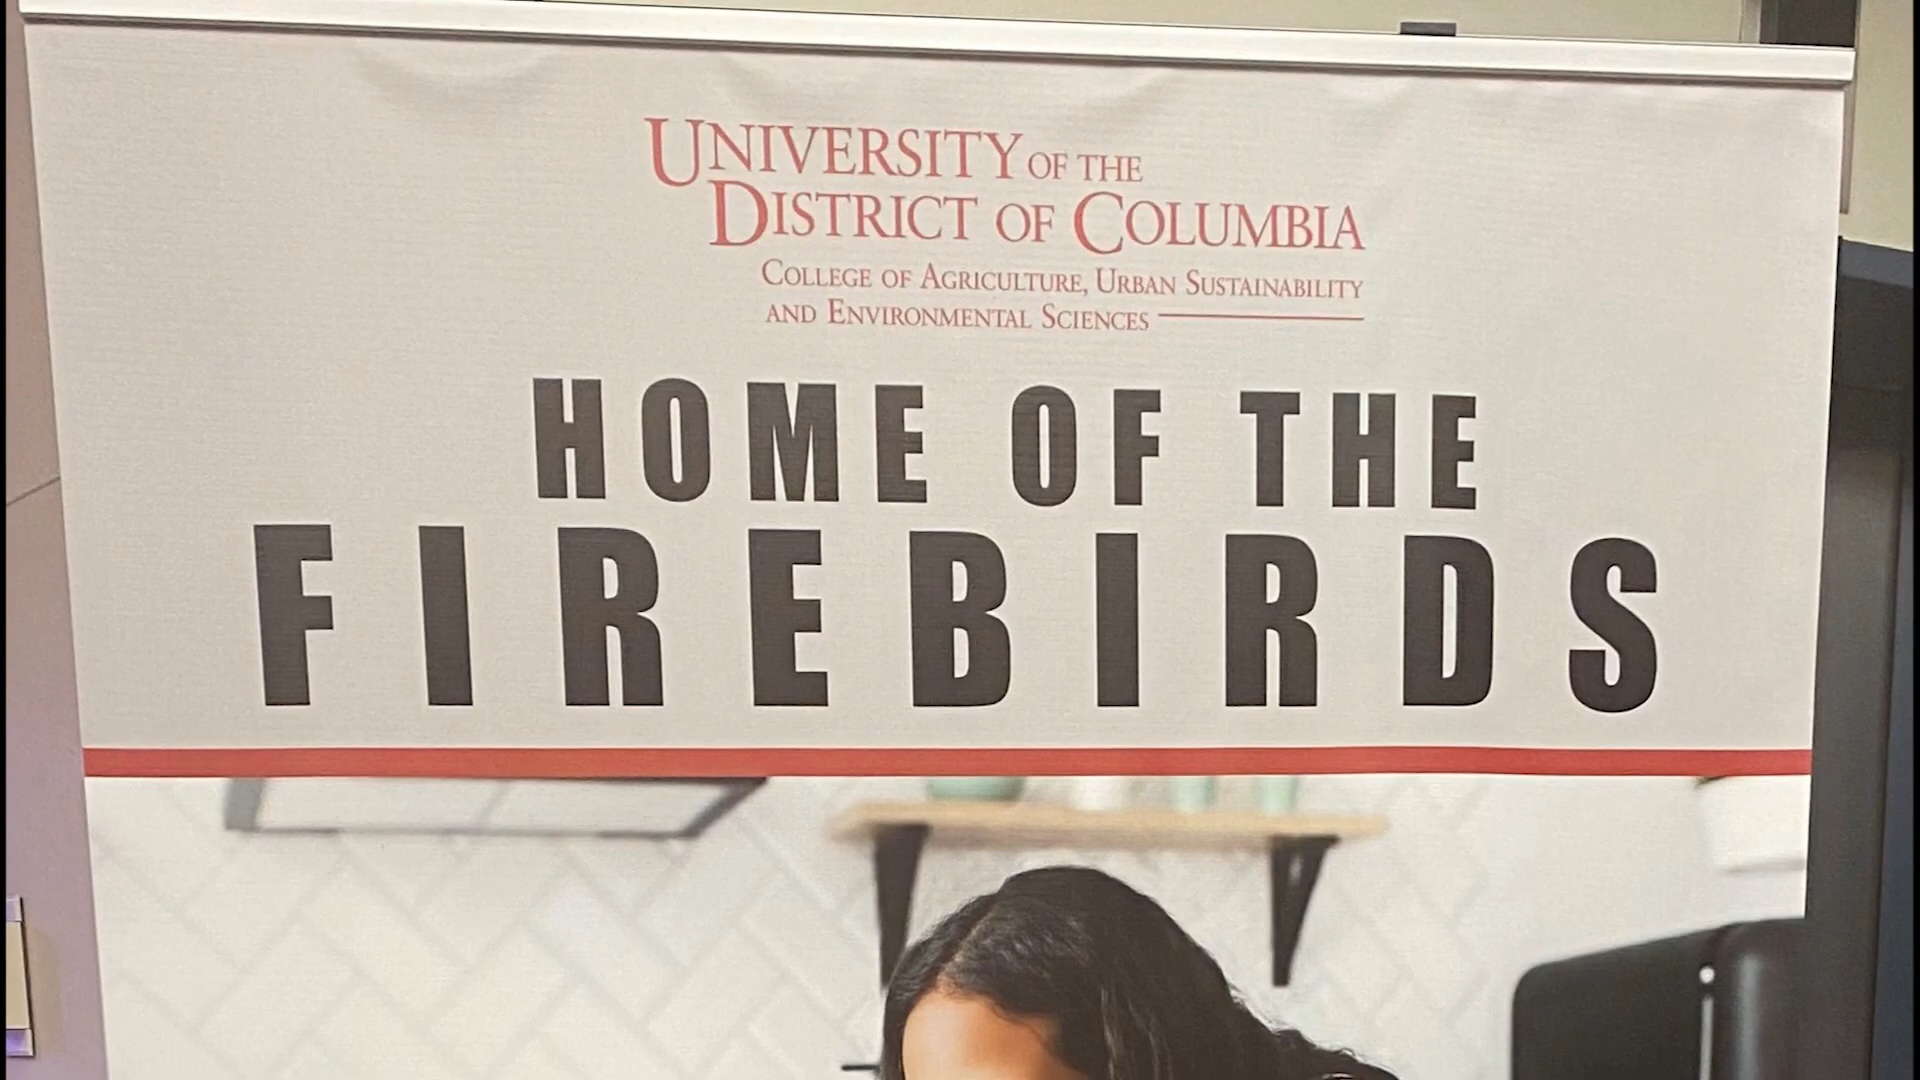 UNIVERSITY OF THE
DISTRICT OF COLUMBIA
COLLEGE OF AGRICULTURE, URBAN SUSTAINABILITY
AND ENVIRONMENTAL SCIENCES
HOME OF THE
FIREBIRDS